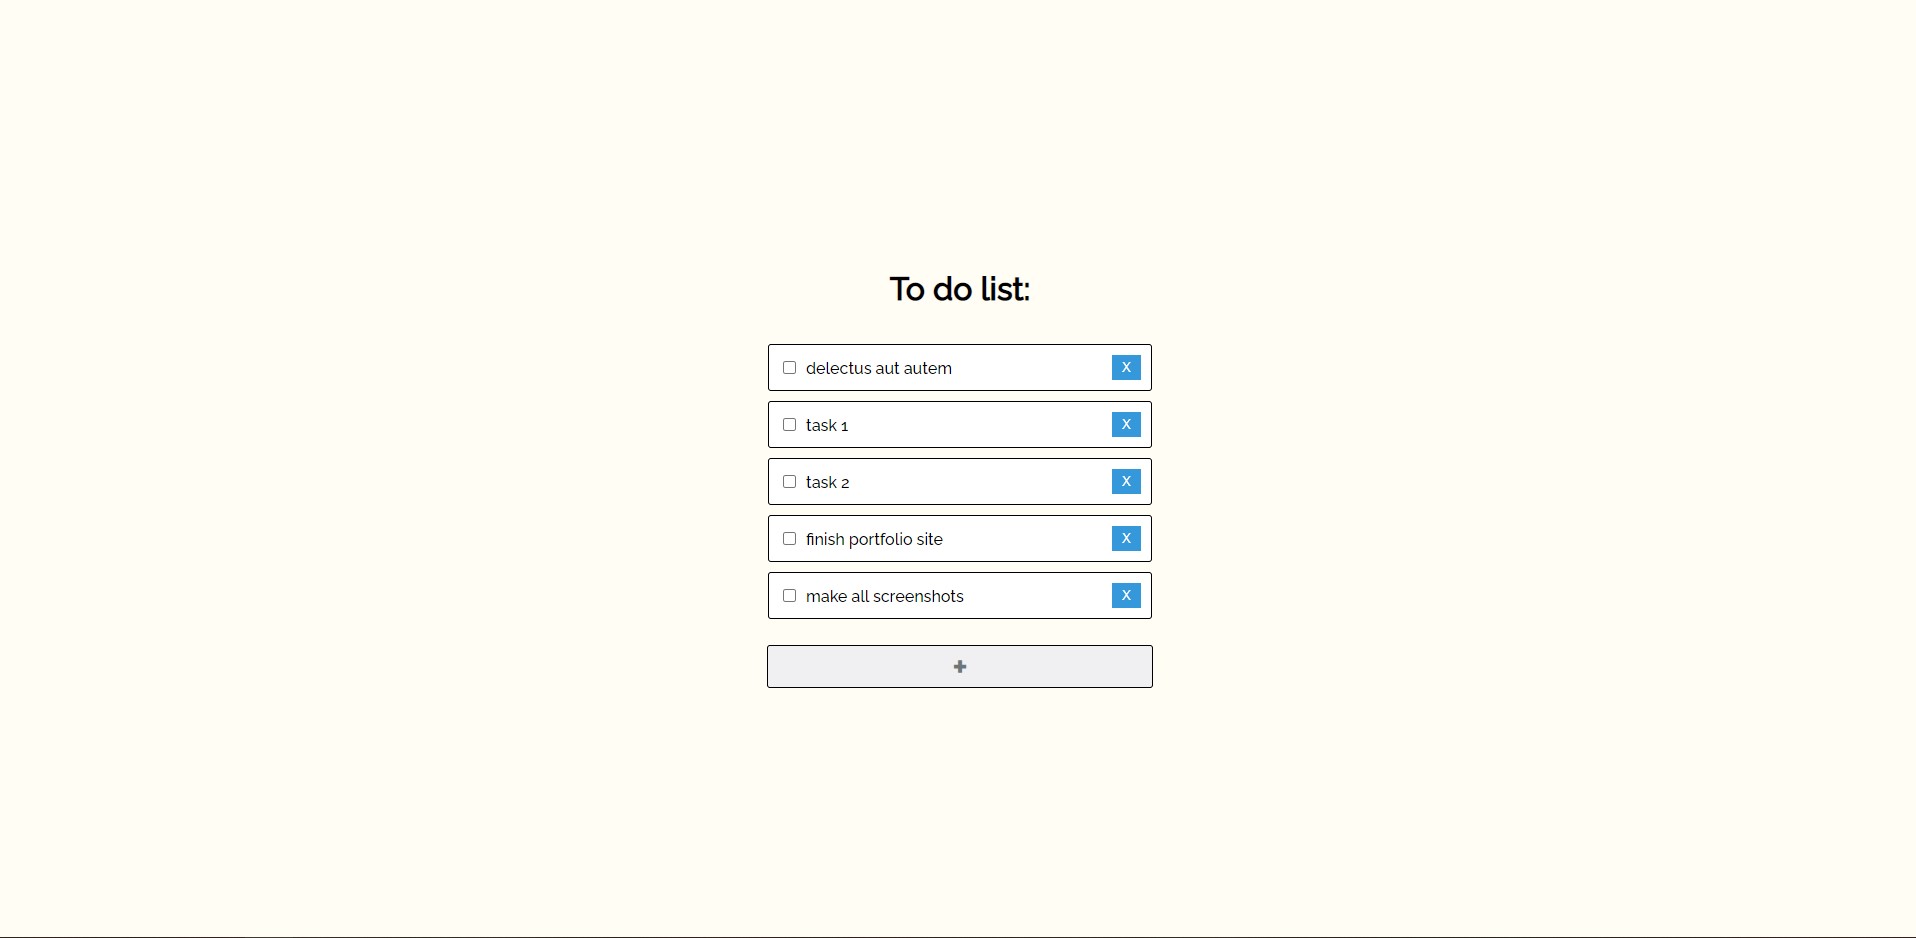 To do list:
delectus aut autem X
task 1 X
task 2 X
finish portfolio site X
make all screenshots X
+